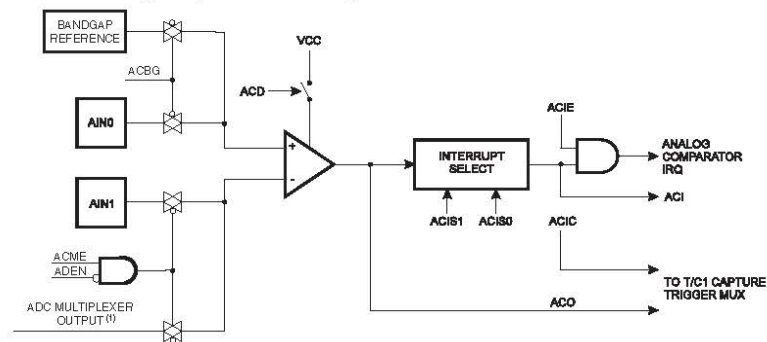 BANDGAP
REFERENCE
VCC
ACBG
ACD
ACIE
AIN0
+
-
INTERRUPT
SELECT
ANALOG
COMPARATOR
IRQ
AIN1
ACI
ACIS1
ACIS0
ACIC
ACME
ADEN
TO T/C1 CAPTURE
TRIGGER MUX
ACO
ADC MULTIPLEXER
OUTPUT (1)